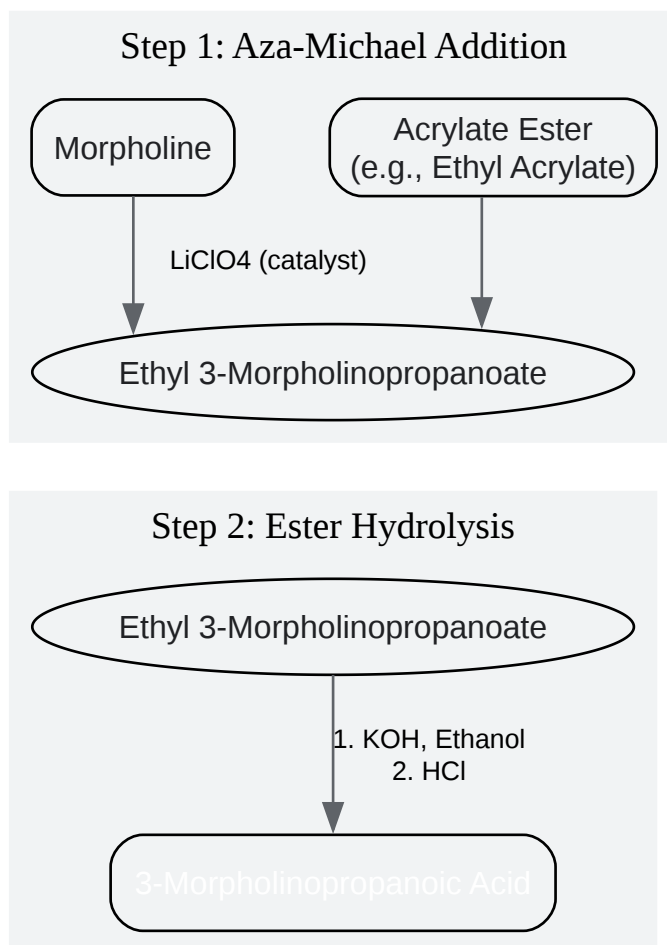 Step 1: Aza-Michael Addition
Morpholine
Acrylate Ester
(e.g., Ethyl Acrylate)
LiClO4 (catalyst)
Ethyl 3-Morpholinopropanoate
Step 2: Ester Hydrolysis
Ethyl 3-Morpholinopropanoate
1. KOH, Ethanol
2. HCl
3-Morpholinopropanoic Acid